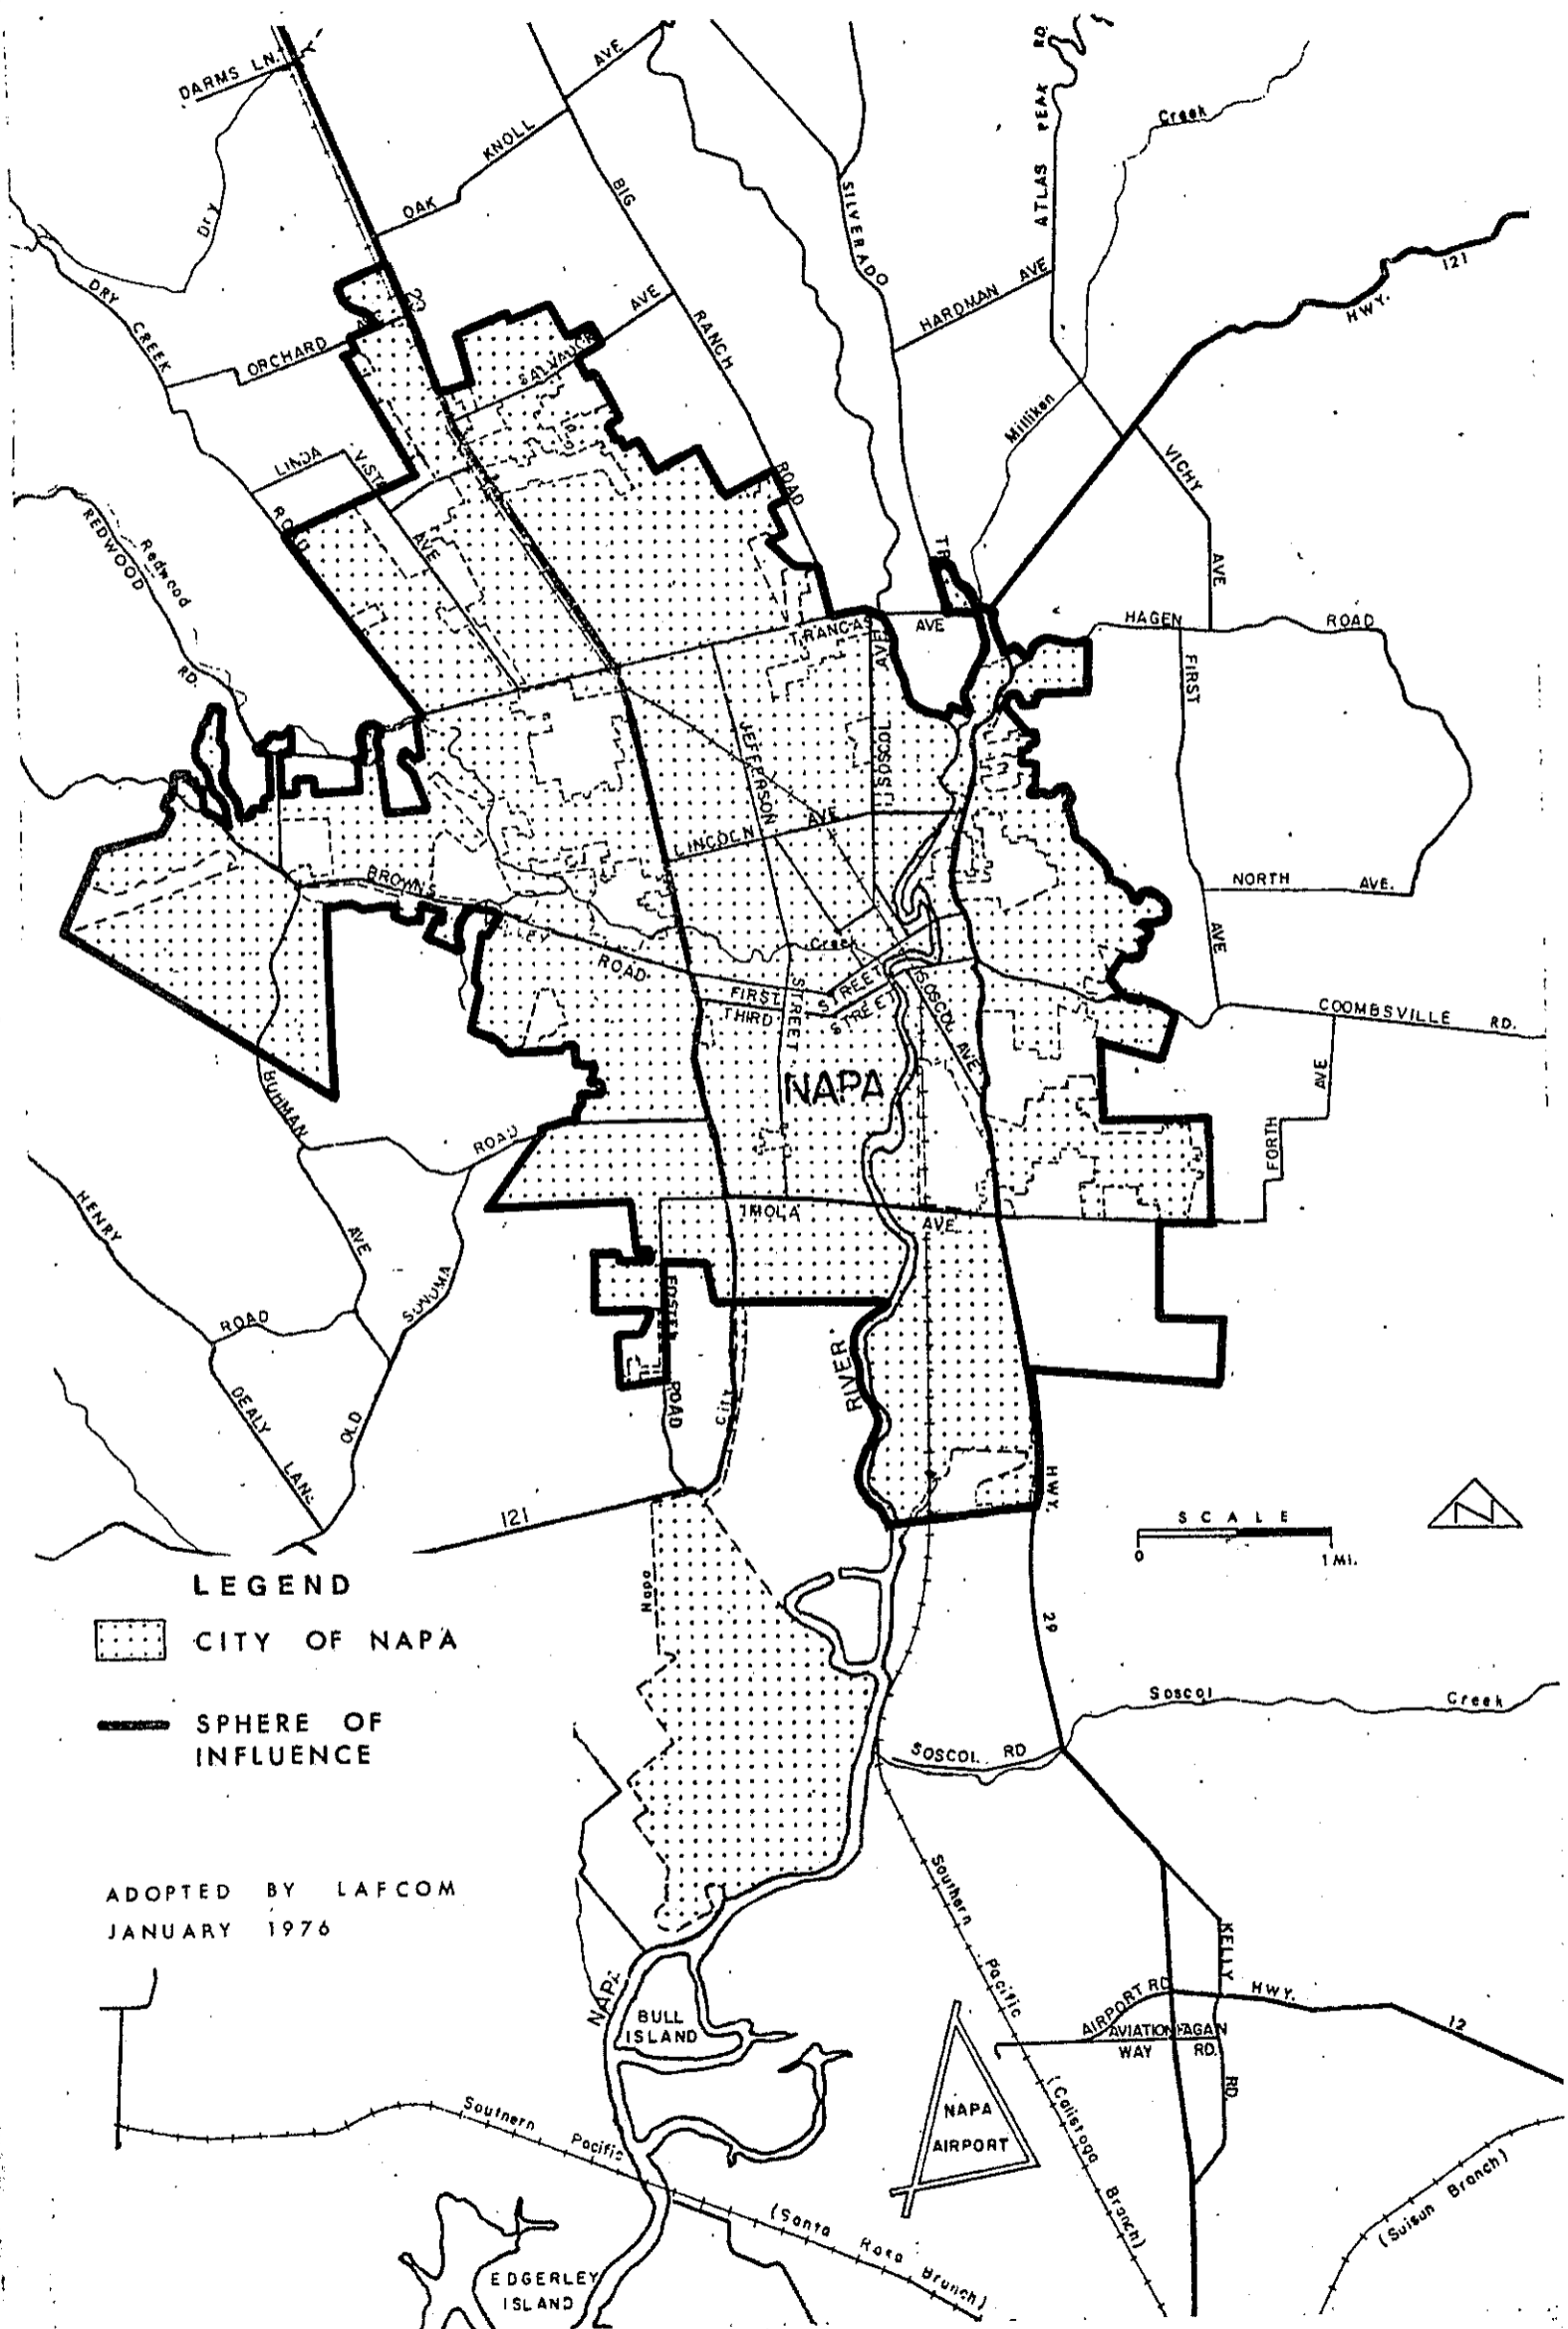 DARMS LN.
AVE
KNOLL
OAK
Dry
BIG
RANCH
ROAD
SILVERADO
TR
ATLAS PEAK RD.
Creek
Milliken
HARDMAN AVE
HWY. 121
DRY
CREEK
ROAD
29
ORCHARD
SALVADOR
AVE
LINDA
VISTA
AVE
VICHY
AVE
REDWOOD
RD.
Redwood
TRANCAS
AVE
HAGEN ROAD
FIRST
AVE
JEFFERSON
STREET
SOSCOL
AVE
LINCOLN
AVE
BROWNS
VALLEY
ROAD
Creek
NORTH AVE.
FIRST
STREET
THIRD
STREET
SOSCOL AVE
COOMBSVILLE RD.
NAPA
BUHMAN
AVE
ROAD
FORTH
AVE
HENRY
ROAD
IMOLA
AVE.
OLD
SONOMA
FOSTER
ROAD
RIVER
City
DEALY
LANE
121
HWY.
29
SCALE
0 1 MI.
N
LEGEND
CITY OF NAPA
SPHERE OF
INFLUENCE
Napa
Soscol Creek
SOSCOL RD
ADOPTED BY LAFCOM
JANUARY 1976
Southern
Pacific
(Calistoga
Branch)
KELLY
RD.
AIRPORT RD
HWY.
12
AVIATION
WAY
FAGAN
RD.
NAPA
BULL
ISLAND
NAPA
AIRPORT
Southern
Pacific
(Santa Rosa Branch)
(Suisun Branch)
EDGERLEY
ISLAND